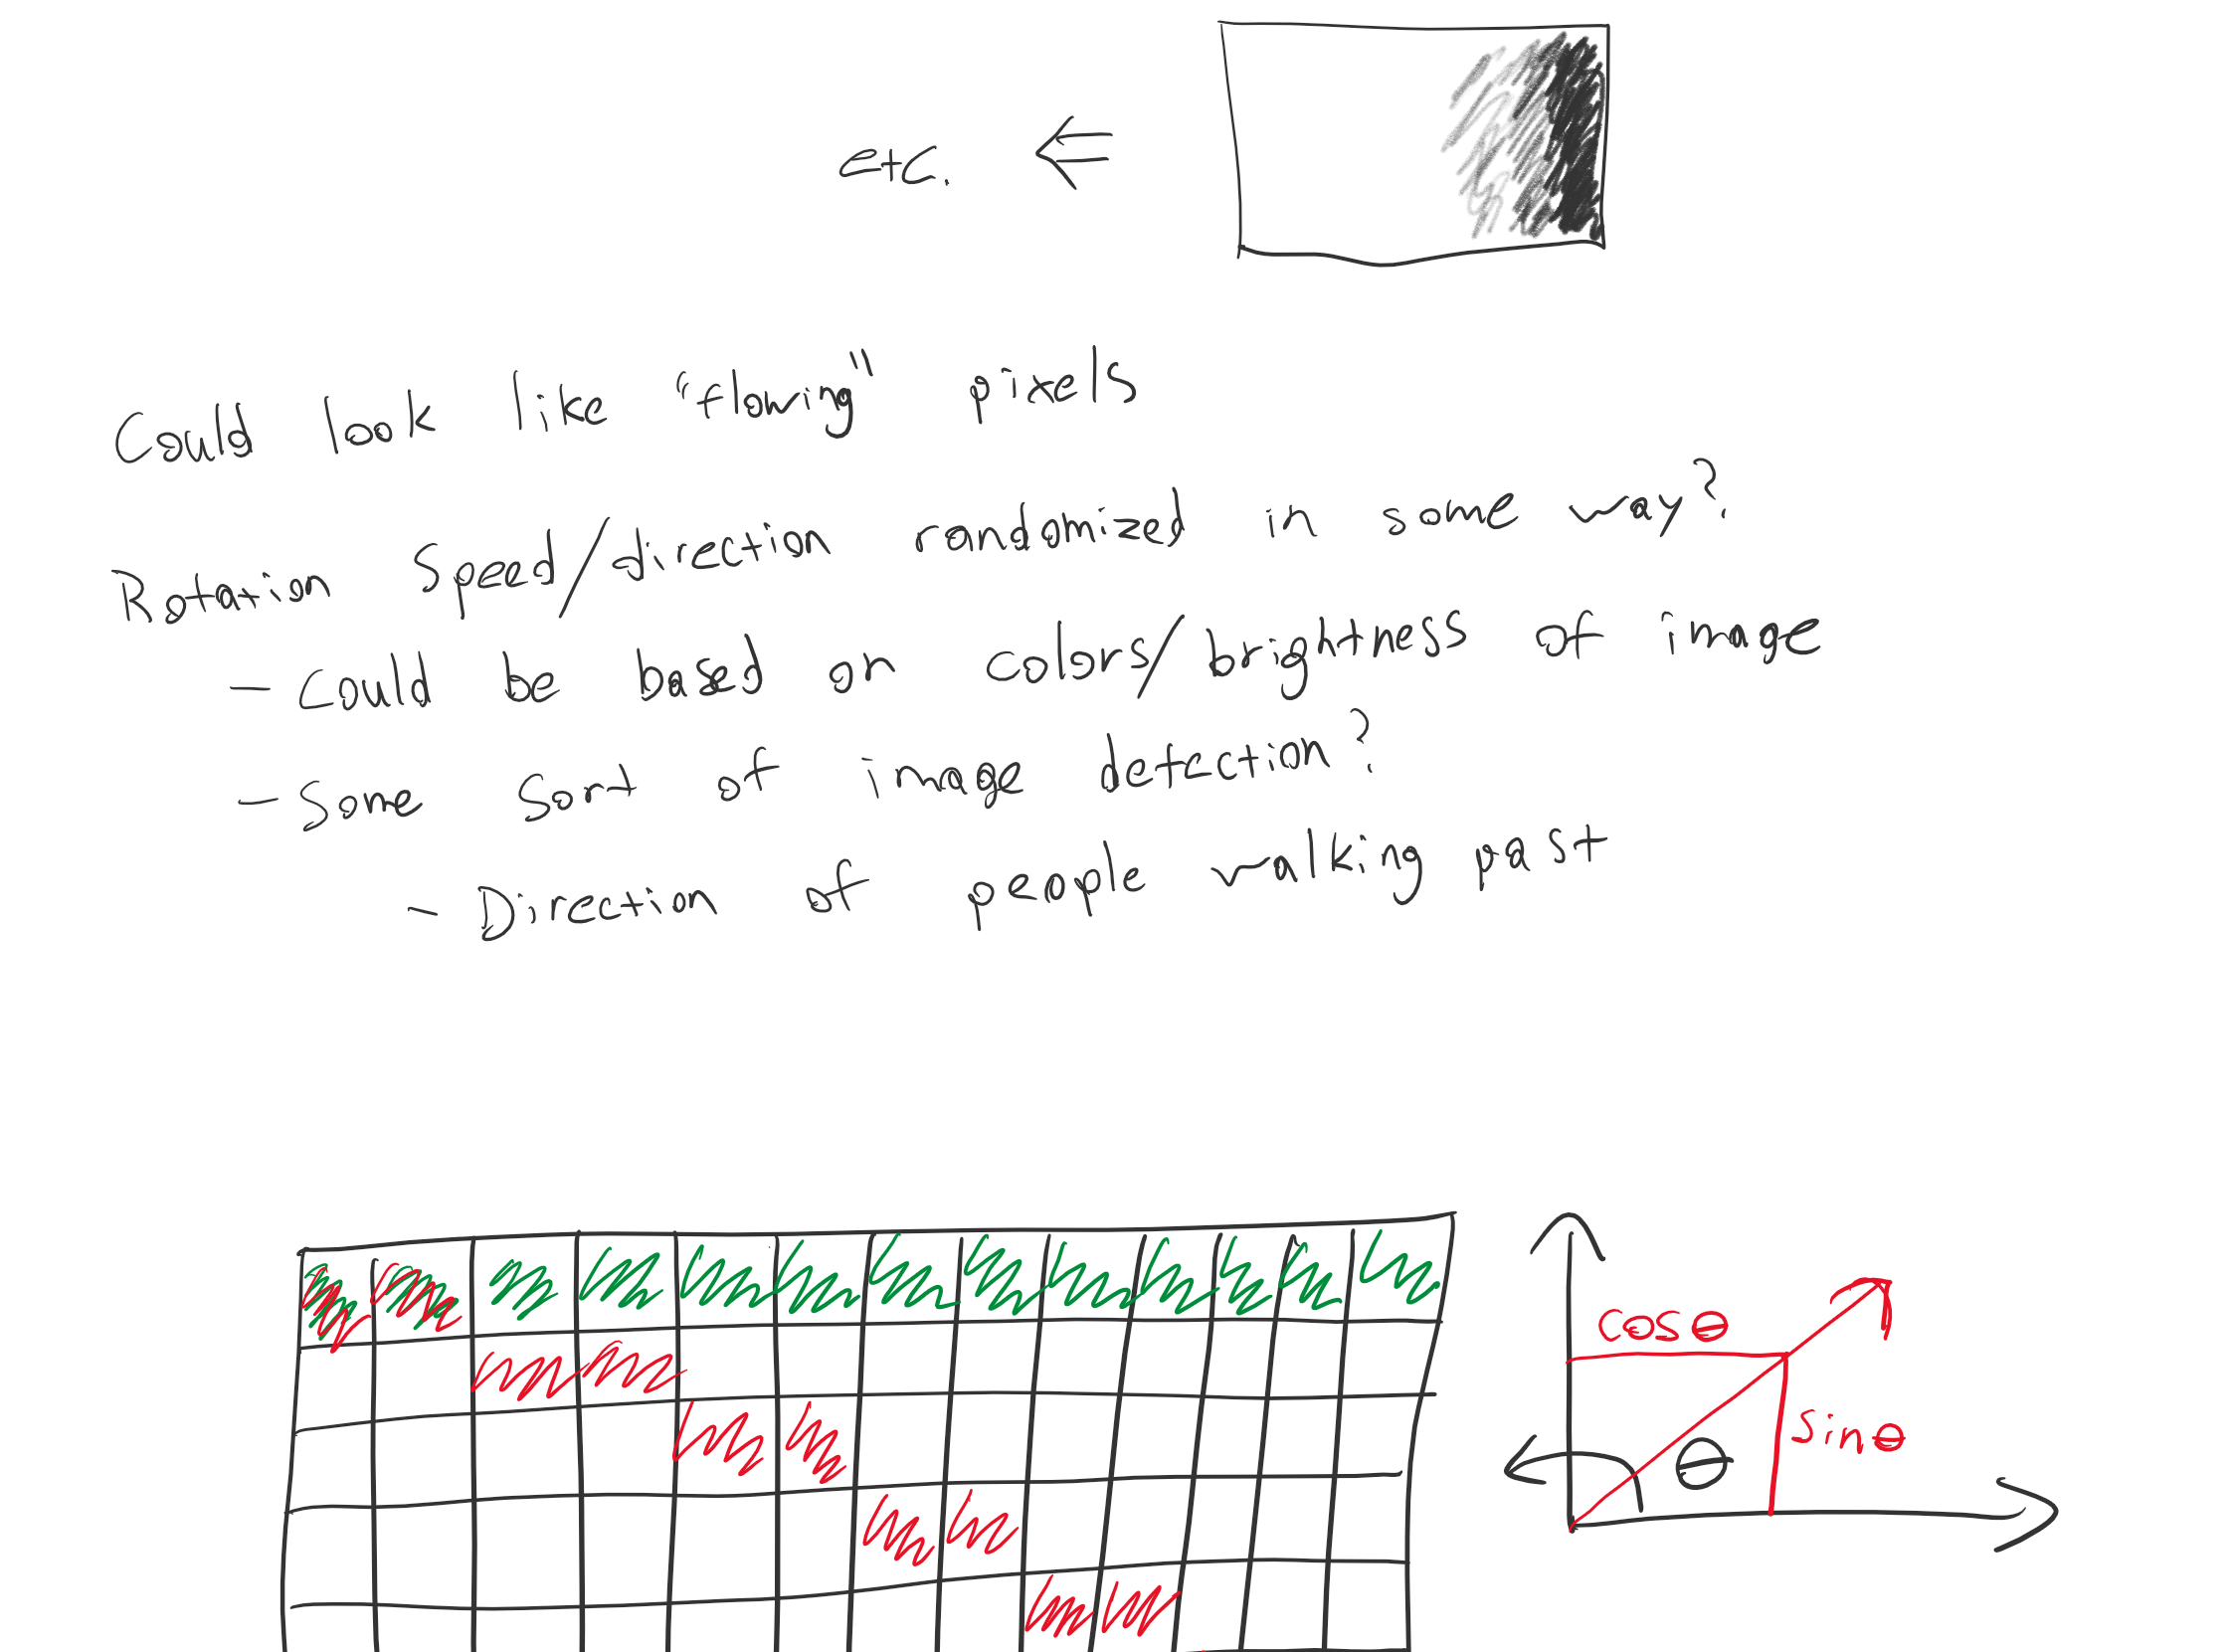 etc.
Could look like "flowing" pixels
Rotation speed/direction randomized in some way?
- Could be based on colors/brightness of image
- Some sort of image detection?
- Direction of people walking past
cos θ
sin θ
θ